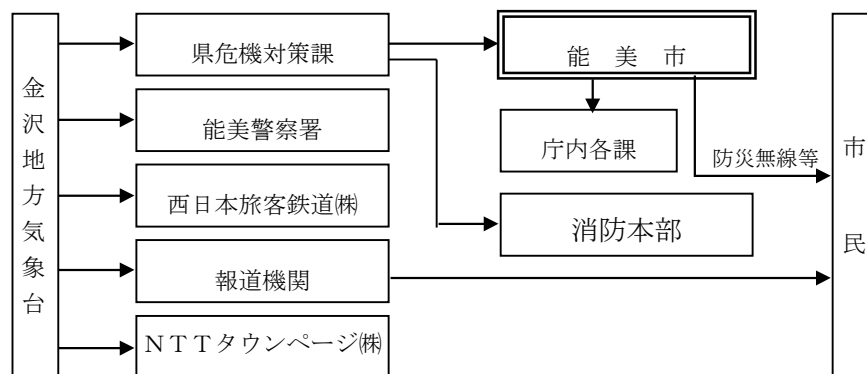 金沢地方気象台
県危機対策課
能美警察署
西日本旅客鉄道㈱
報道機関
ＮＴＴタウンページ㈱
能 美 市
庁内各課
消防本部
防災無線等
市民